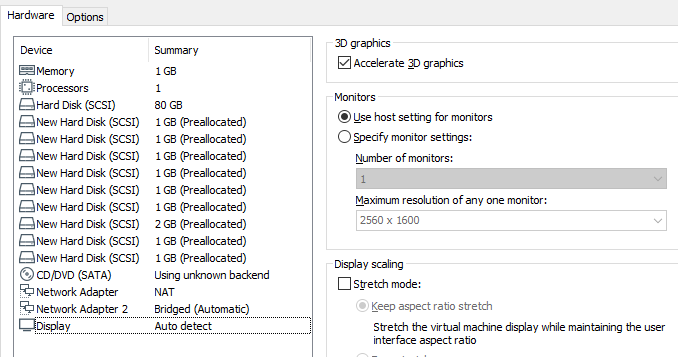 Hardware Options
Device Summary
Memory 1 GB
Processors 1
Hard Disk (SCSI) 80 GB
New Hard Disk (SCSI) 1 GB (Preallocated)
New Hard Disk (SCSI) 1 GB (Preallocated)
New Hard Disk (SCSI) 1 GB (Preallocated)
New Hard Disk (SCSI) 1 GB (Preallocated)
New Hard Disk (SCSI) 1 GB (Preallocated)
New Hard Disk (SCSI) 1 GB (Preallocated)
New Hard Disk (SCSI) 2 GB (Preallocated)
New Hard Disk (SCSI) 1 GB (Preallocated)
New Hard Disk (SCSI) 1 GB (Preallocated)
CD/DVD (SATA) Using unknown backend
Network Adapter NAT
Network Adapter 2 Bridged (Automatic)
Display Auto detect
3D graphics
Accelerate 3D graphics
Monitors
Use host setting for monitors
Specify monitor settings:
Number of monitors:
1
Maximum resolution of any one monitor:
2560 x 1600
Display scaling
Stretch mode:
Keep aspect ratio stretch
Stretch the virtual machine display while maintaining the user
interface aspect ratio